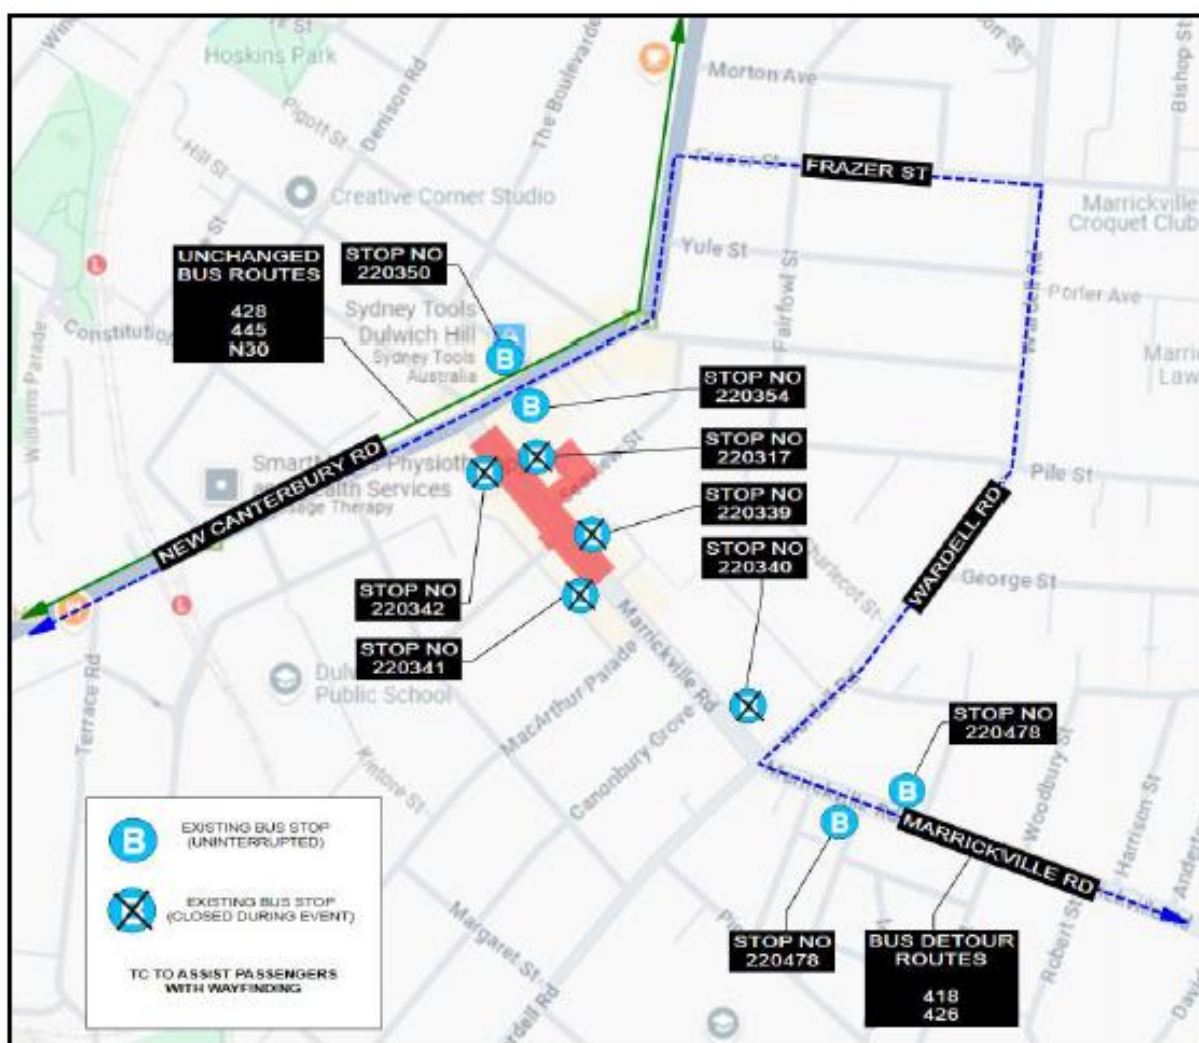 Hoskins Park
Pigott St
Denison Rd
The Boulevarde
Morton Ave
Bishop St
Hill St
FRAZER ST
Creative Corner Studio
Marrickville
Croquet Club
UNCHANGED
BUS ROUTES
428
445
N30
STOP NO
220350
Yule St
Fairfowl St
Porter Ave
Sydney Tools
Dulwich Hill
Sydney Tools
Australia
Constitution
Williams Parade
STOP NO
220354
Marri
Law
STOP NO
220317
NEW CANTERBURY RD
Pile St
STOP NO
220339
WARDELL RD
STOP NO
220340
George St
STOP NO
220342
STOP NO
220341
Marrickville Rd
Dul
Public School
MacArthur Parade
Canonbury Grove
Terrace Rd
Kintore St
STOP NO
220478
Woodbury St
Harrison St
MARRICKVILLE RD
B
EXISTING BUS STOP
(UNINTERRUPTED)
EXISTING BUS STOP
(CLOSED DURING EVENT)
TC TO ASSIST PASSENGERS
WITH WAYFINDING
Margaret St
STOP NO
220478
BUS DETOUR
ROUTES
418
426
Robert St